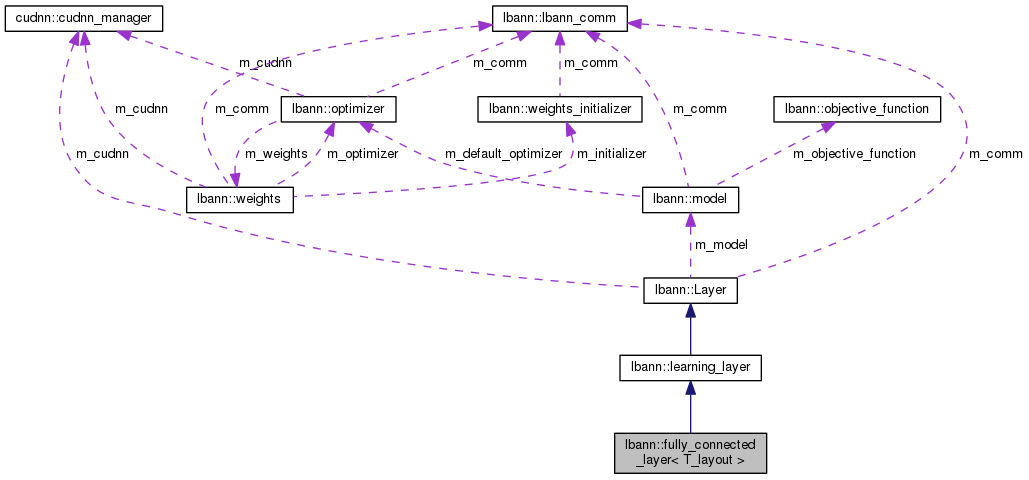 cudnn::cudnn_manager
lbann::lbann_comm
m_cudnn
m_comm
m_comm
lbann::optimizer
lbann::weights_initializer
lbann::objective_function
m_cudnn
m_comm
m_comm
m_cudnn
m_weights
m_optimizer
m_default_optimizer
m_initializer
m_objective_function
m_comm
lbann::weights
lbann::model
m_model
lbann::Layer
lbann::learning_layer
lbann::fully_connected
_layer< T_layout >